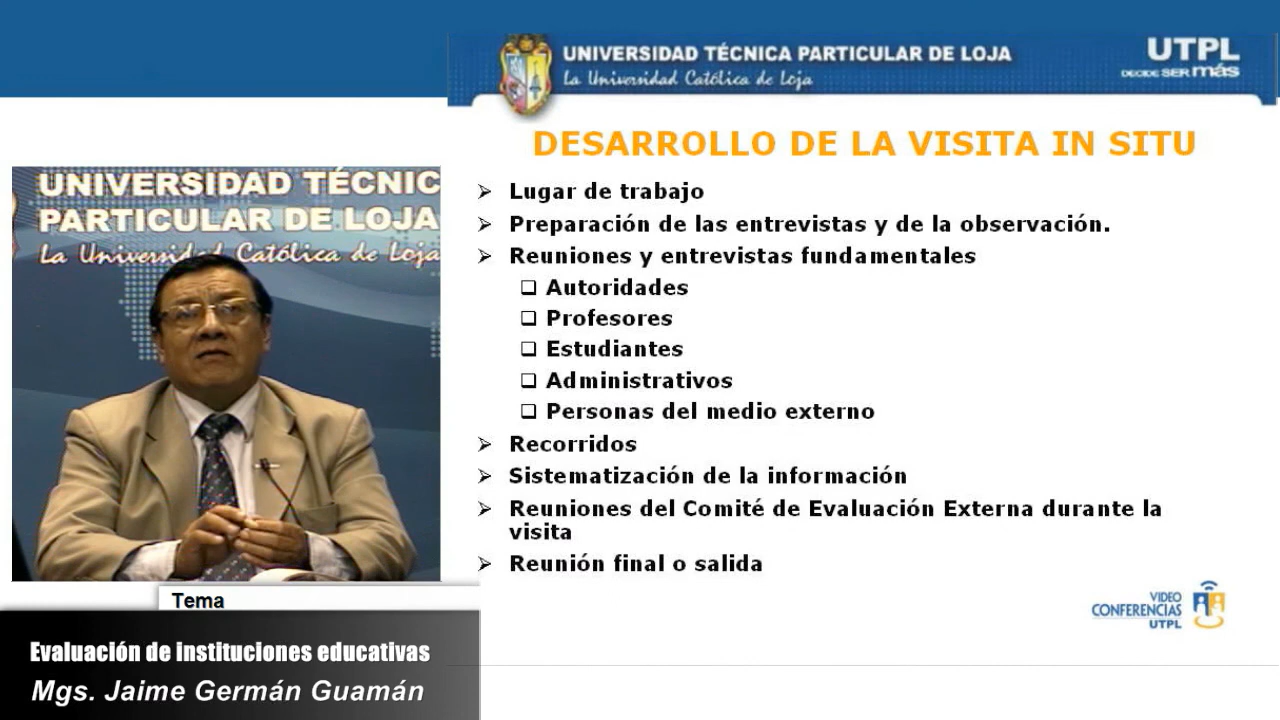 UNIVERSIDAD TÉCNICA PARTICULAR DE LOJA
La Universidad Católica de Loja
UTPL
DECIDE SER más
DESARROLLO DE LA VISITA IN SITU
Lugar de trabajo
Preparación de las entrevistas y de la observación.
Reuniones y entrevistas fundamentales
Autoridades
Profesores
Estudiantes
Administrativos
Personas del medio externo
Recorridos
Sistematización de la información
Reuniones del Comité de Evaluación Externa durante la
visita
Reunión final o salida
VIDEO
CONFERENCIAS
UTPL
UNIVERSIDAD TÉCNIC
PARTICULAR DE LOJA
La Universidad Católica de Loja
Tema
Evaluación de instituciones educativas
Mgs. Jaime Germán Guamán